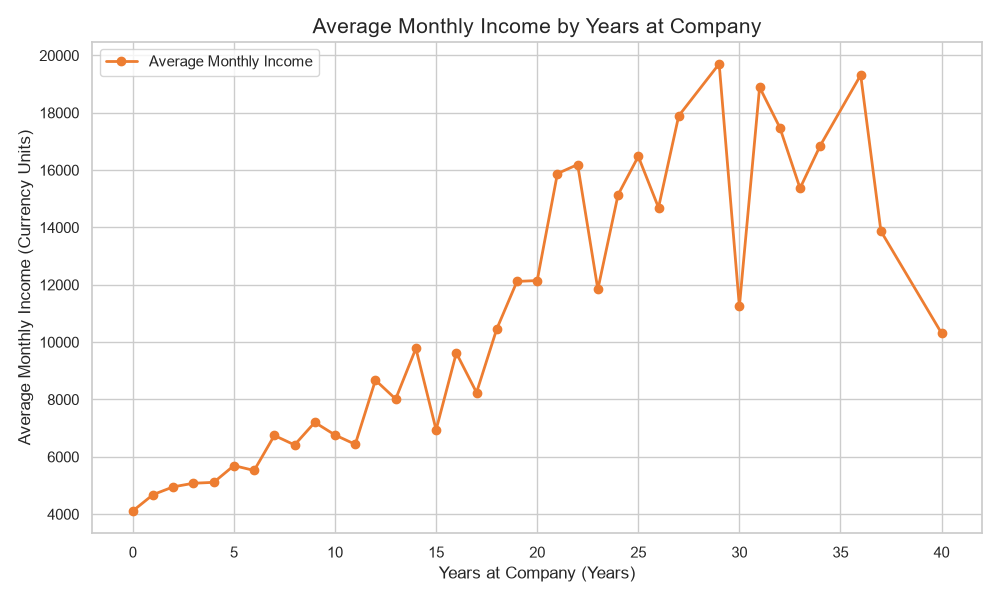 Average Monthly Income by Years at Company
Average Monthly Income
Average Monthly Income (Currency Units)
20000
18000
16000
14000
12000
10000
8000
6000
4000
0 5 10 15 20 25 30 35 40
Years at Company (Years)